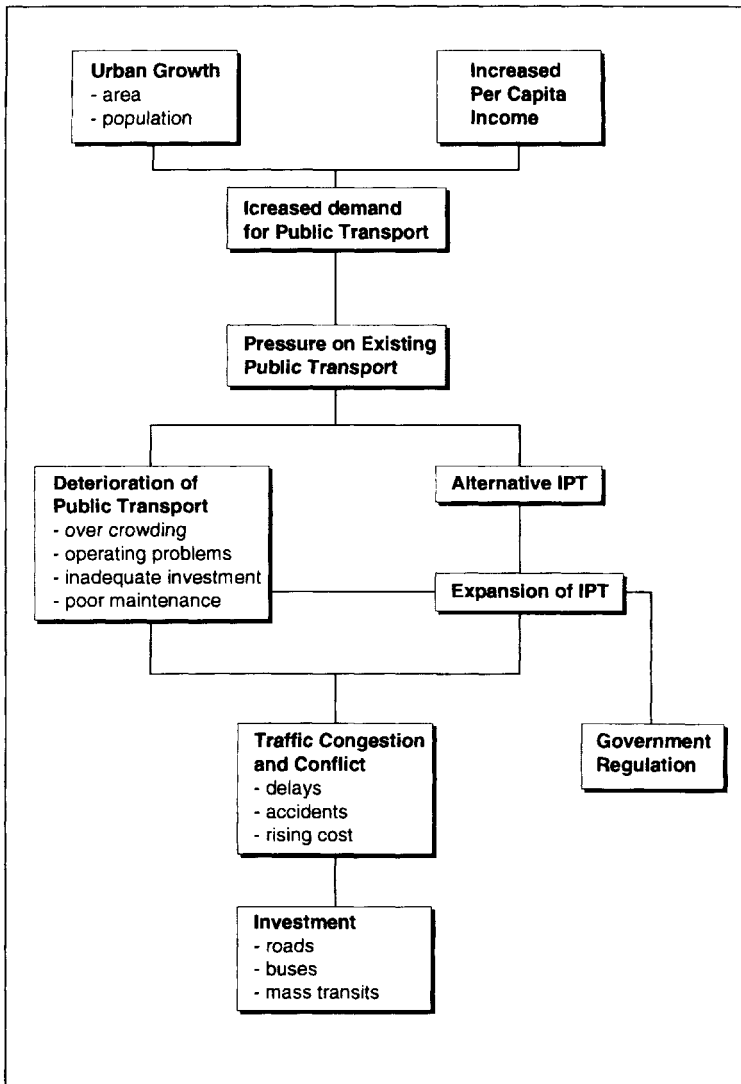 Urban Growth
- area
- population
Increased
Per Capita
Income
Icreased demand
for Public Transport
Pressure on Existing
Public Transport
Deterioration of
Public Transport
- over crowding
- operating problems
- inadequate investment
- poor maintenance
Alternative IPT
Expansion of IPT
Traffic Congestion
and Conflict
- delays
- accidents
- rising cost
Government
Regulation
Investment
- roads
- buses
- mass transits